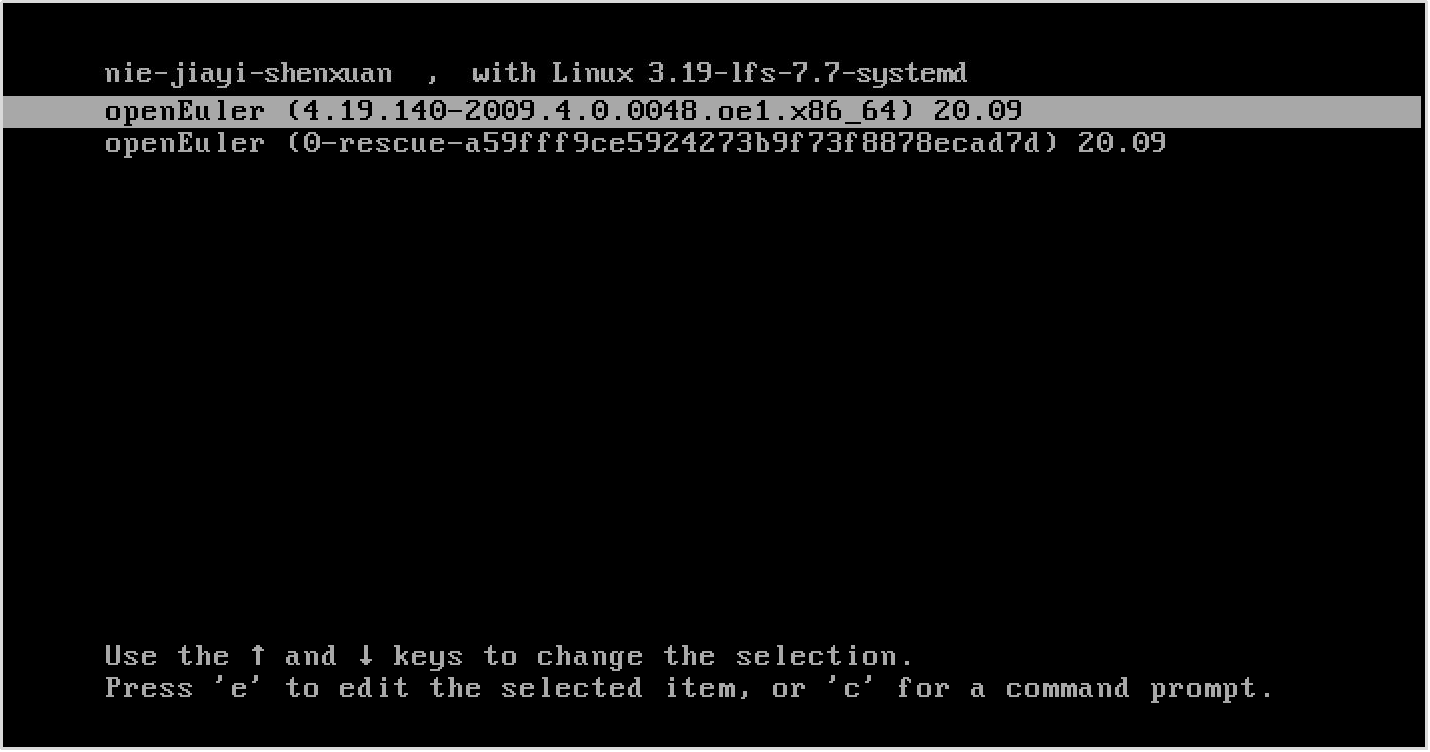 nie-jiayi-shenxuan  ,  with Linux 3.19-lfs-7.7-systemd
openEuler (4.19.140-2009.4.0.0048.oe1.x86_64) 20.09
openEuler (0-rescue-a59fff9ce5924273b9f73f8878ecad7d) 20.09
Use the ↑ and ↓ keys to change the selection.
Press 'e' to edit the selected item, or 'c' for a command prompt.